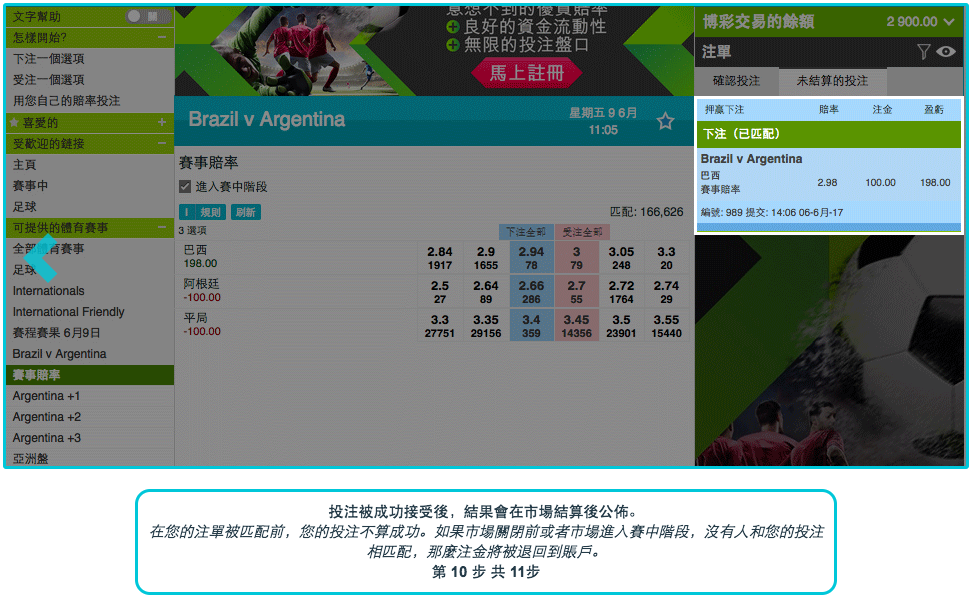 文字幫助 關
怎樣開始? −
下注一個選項
受注一個選項
用您自己的賠率投注
喜愛的 +
受歡迎的鏈接 −
主頁
賽事中
足球
可提供的體育賽事 −
全部體育賽事
足球
Internationals
International Friendly
賽程賽果 6月9日
Brazil v Argentina
賽事賠率
Argentina +1
Argentina +2
Argentina +3
亞洲盤
意想不到的優質賠率
良好的資金流動性
無限的投注盤口
馬上註冊
Brazil v Argentina
星期五 9 6月
11:05
賽事賠率
進入賽中階段
I 規則 刷新
匹配: 166,626
3 選項 下注全部 受注全部
巴西 2.84 2.9 2.94 3 3.05 3.3
198.00 1917 1655 78 79 248 20
阿根廷 2.5 2.64 2.66 2.7 2.72 2.74
-100.00 27 89 286 55 1764 29
平局 3.3 3.35 3.4 3.45 3.5 3.55
-100.00 27751 29156 359 14356 23901 15440
博彩交易的餘額 2 900.00
注單
確認投注 未結算的投注
押贏下注 賠率 注金 盈虧
下注（已匹配）
Brazil v Argentina
巴西
賽事賠率 2.98 100.00 198.00
編號: 989 提交: 14:06 06-6月-17
投注被成功接受後，結果會在市場結算後公佈。
在您的注單被匹配前，您的投注不算成功。如果市場關閉前或者市場進入賽中階段，沒有人和您的投注
相匹配，那麼注金將被退回到賬戶。
第 10 步 共 11步